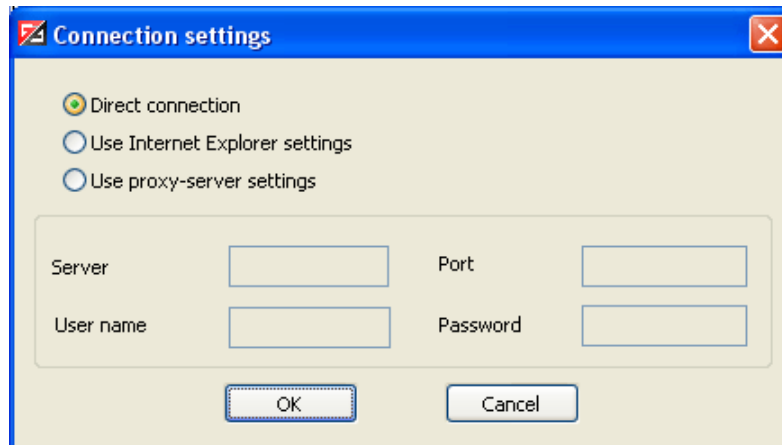 Connection settings
Direct connection
Use Internet Explorer settings
Use proxy-server settings
Server Port
User name Password
OK Cancel